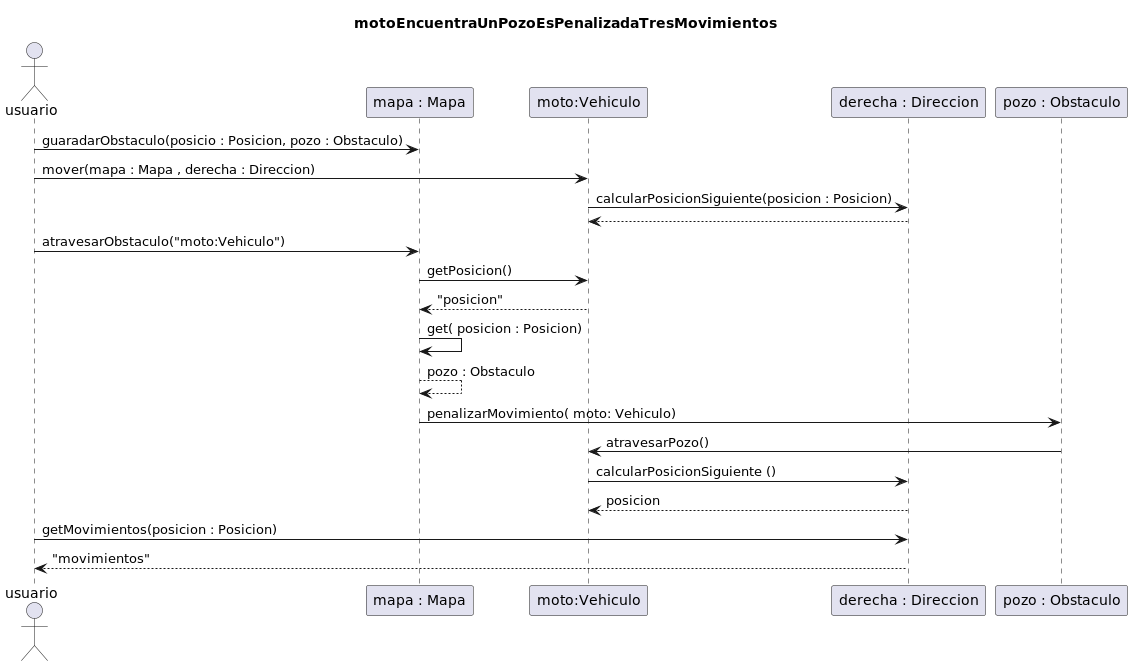 motoEncuentraUnPozoEsPenalizadaTresMovimientos
usuario
mapa : Mapa
moto:Vehiculo
derecha : Direccion
pozo : Obstaculo
guaradarObstaculo(posicio : Posicion, pozo : Obstaculo)
mover(mapa : Mapa , derecha : Direccion)
calcularPosicionSiguiente(posicion : Posicion)
atravesarObstaculo("moto:Vehiculo")
getPosicion()
"posicion"
get( posicion : Posicion)
pozo : Obstaculo
penalizarMovimiento( moto: Vehiculo)
atravesarPozo()
calcularPosicionSiguiente ()
posicion
getMovimientos(posicion : Posicion)
"movimientos"
usuario
mapa : Mapa
moto:Vehiculo
derecha : Direccion
pozo : Obstaculo